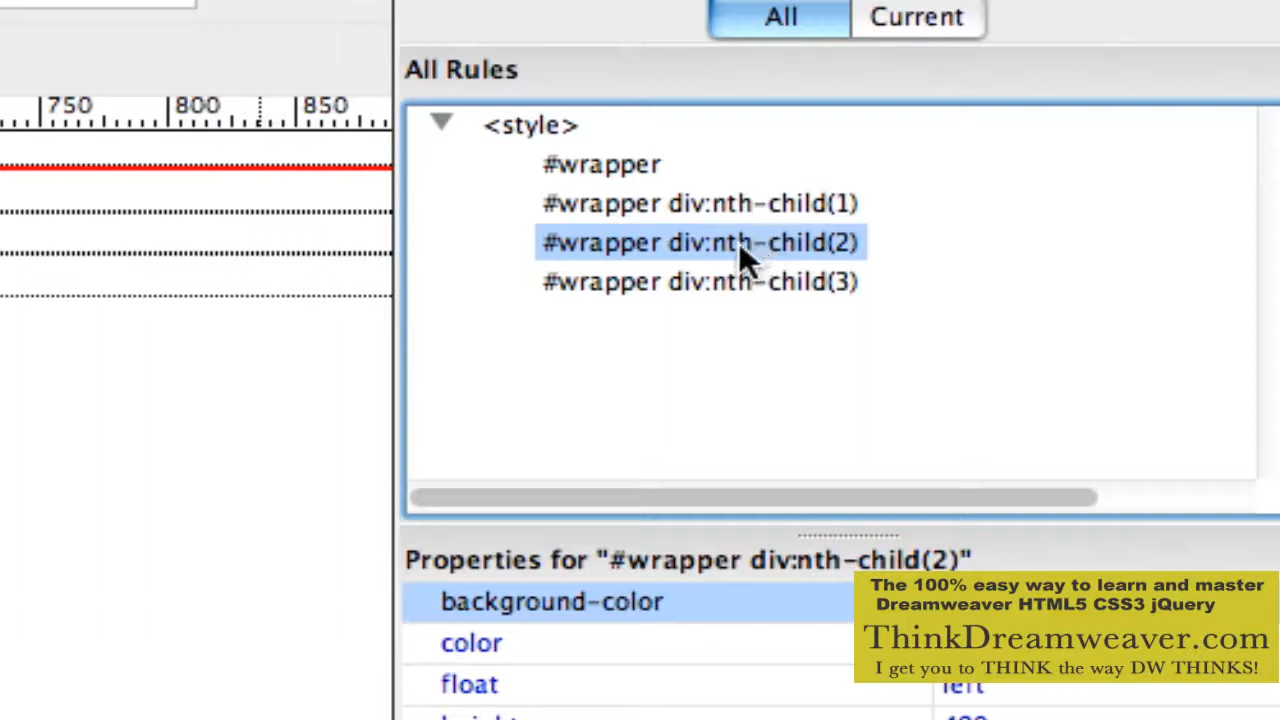 All Current
All Rules
750 800 850
<style>
#wrapper
#wrapper div:nth-child(1)
#wrapper div:nth-child(2)
#wrapper div:nth-child(3)
Properties for "#wrapper div:nth-child(2)"
background-color
color
float left
The 100% easy way to learn and master
Dreamweaver HTML5 CSS3 jQuery
ThinkDreamweaver.com
I get you to THINK the way DW THINKS!